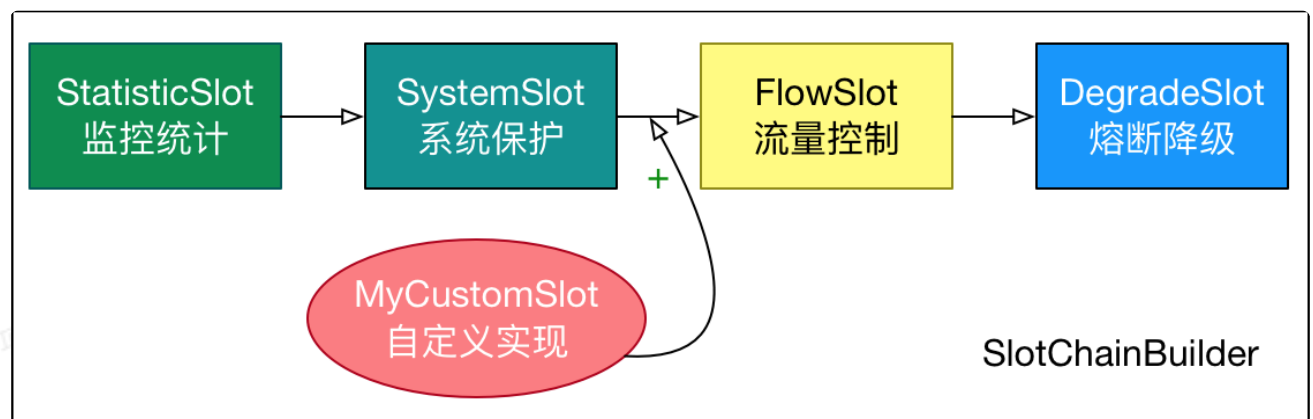 StatisticSlot
监控统计
SystemSlot
系统保护
FlowSlot
流量控制
DegradeSlot
熔断降级
+
MyCustomSlot
自定义实现
SlotChainBuilder